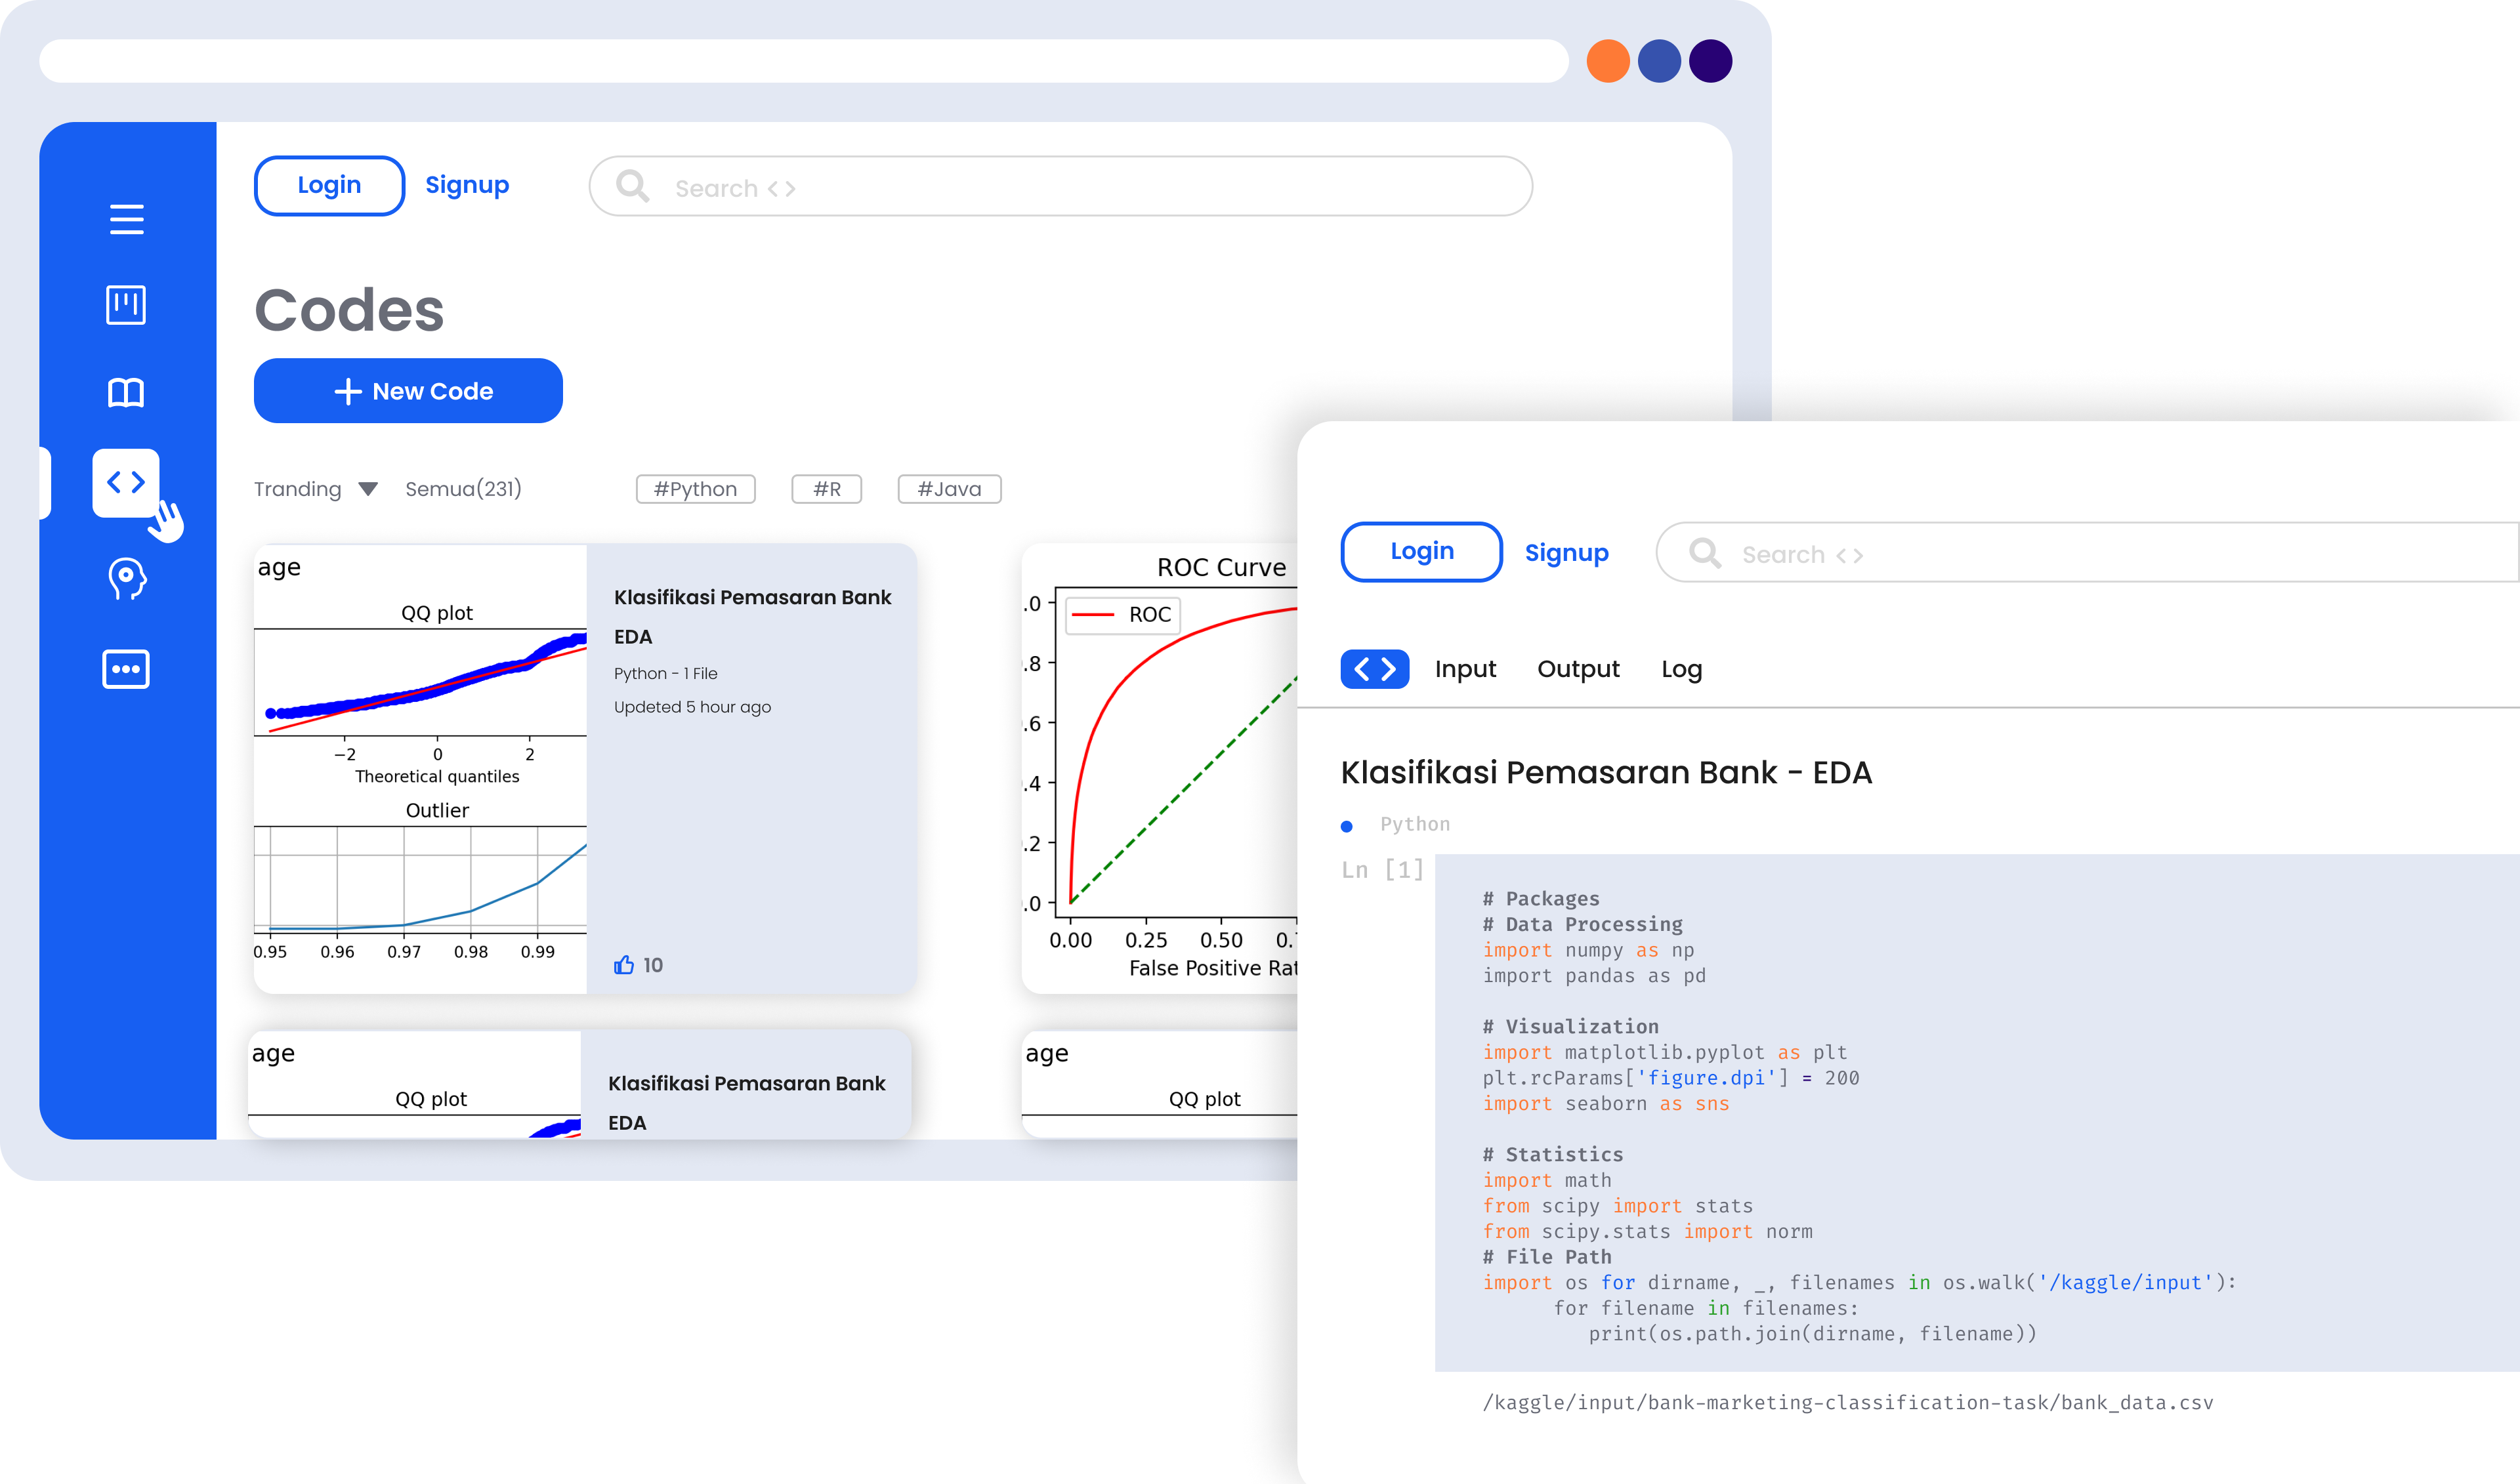 Login
Signup
Search <>
Codes
+ New Code
Tranding
Semua(231)
#Python
#R
#Java
age
QQ plot
−2 0 2
Theoretical quantiles
Outlier
0.95 0.96 0.97 0.98 0.99
Klasifikasi Pemasaran Bank
EDA
Python - 1 File
Updeted 5 hour ago
10
ROC Curve
ROC
.0
.8
.6
.4
.2
.0
0.00 0.25 0.50 0.
False Positive Rat
age
QQ plot
Klasifikasi Pemasaran Bank
EDA
age
QQ plot
Login
Signup
Search <>
<> Input Output Log
Klasifikasi Pemasaran Bank - EDA
Python
Ln [1]
# Packages
# Data Processing
import numpy as np
import pandas as pd
# Visualization
import matplotlib.pyplot as plt
plt.rcParams['figure.dpi'] = 200
import seaborn as sns
# Statistics
import math
from scipy import stats
from scipy.stats import norm
# File Path
import os for dirname, _, filenames in os.walk('/kaggle/input'):
for filename in filenames:
print(os.path.join(dirname, filename))
/kaggle/input/bank-marketing-classification-task/bank_data.csv